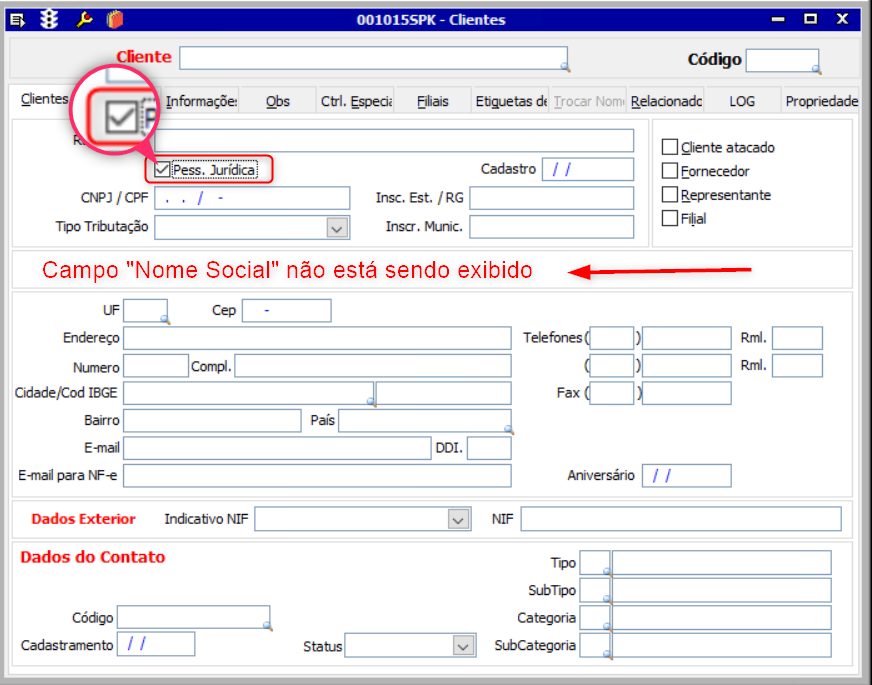 001015SPK - Clientes
Cliente
Código
Clientes Informações Obs Ctrl. Especia Filiais Etiquetas de Trocar Nome Relacionado LOG Propriedade
Pess. Jurídica Cadastro / /
CNPJ / CPF . . / - Insc. Est. / RG
Tipo Tributação Inscr. Munic.
Cliente atacado
Fornecedor
Representante
Filial
Campo "Nome Social" não está sendo exibido
UF Cep -
Endereço Telefones ( ) Rml.
Numero Compl. ( ) Rml.
Cidade/Cod IBGE Fax ( )
Bairro País
E-mail DDI.
E-mail para NF-e Aniversário / /
Dados Exterior Indicativo NIF NIF
Dados do Contato
Tipo
SubTipo
Código Categoria
Cadastramento / / Status SubCategoria